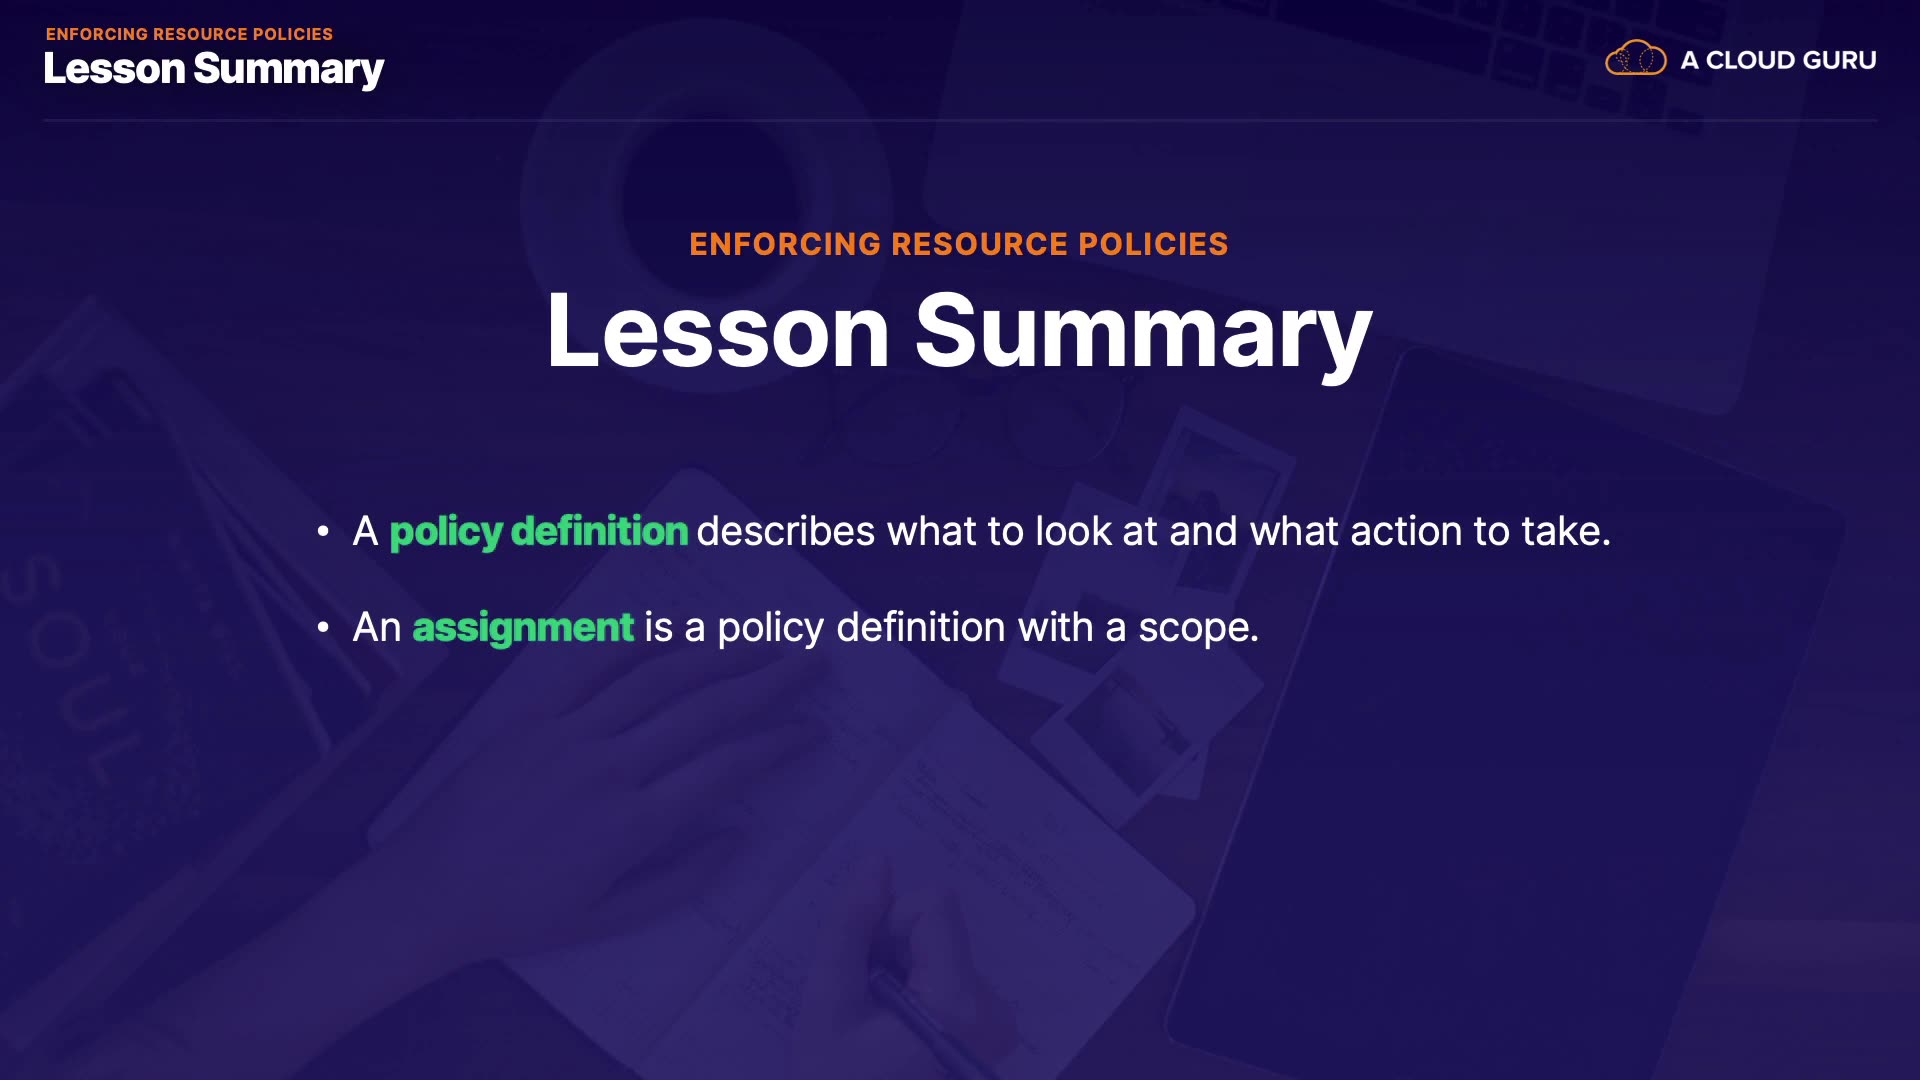 ENFORCING RESOURCE POLICIES
Lesson Summary
A CLOUD GURU
ENFORCING RESOURCE POLICIES
Lesson Summary
• A policy definition describes what to look at and what action to take.
• An assignment is a policy definition with a scope.
SOUL